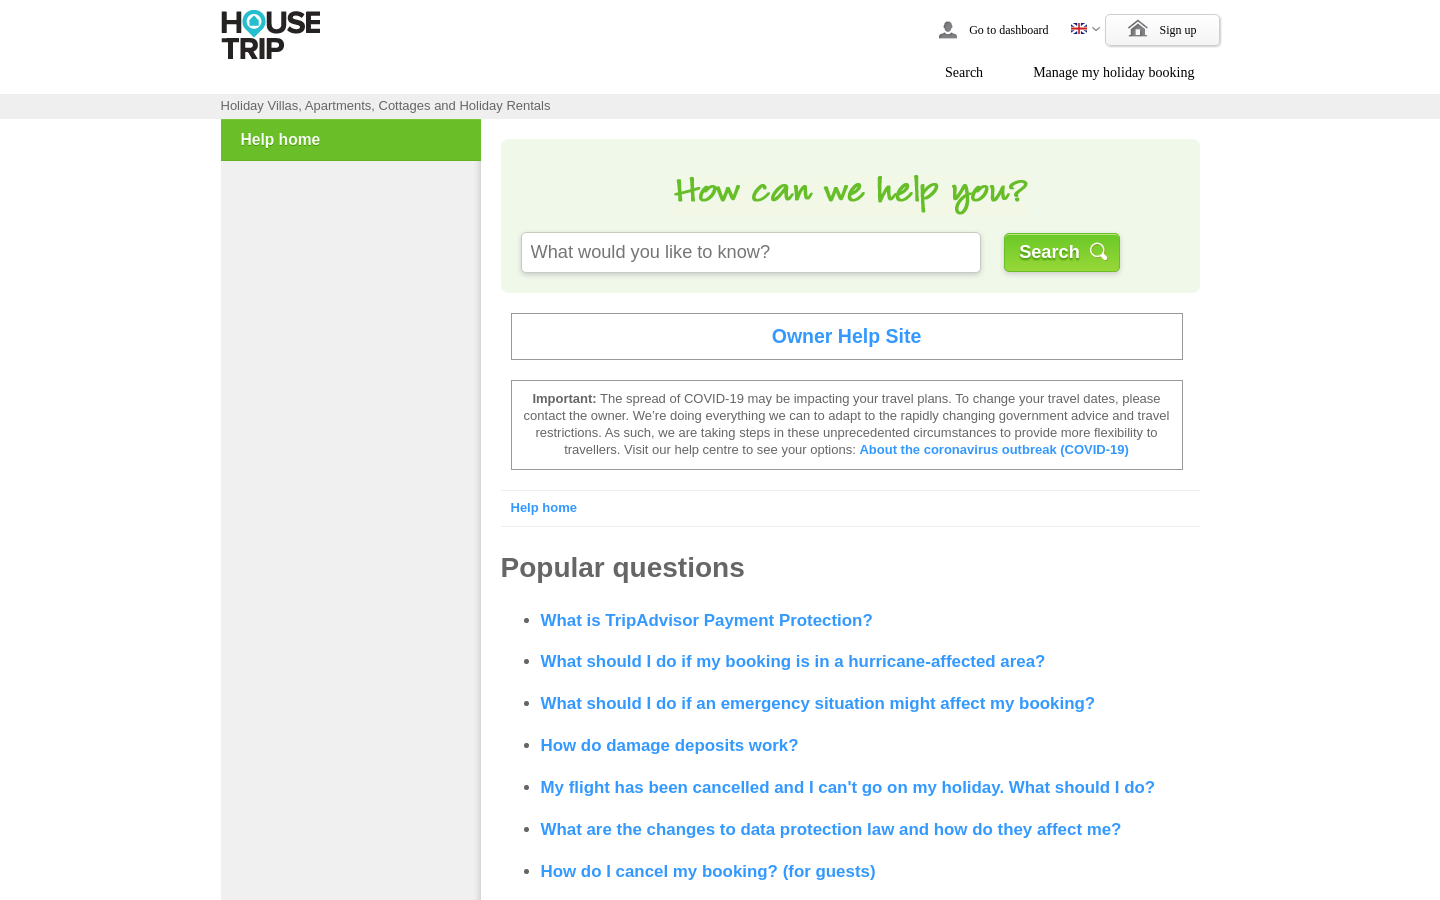 HOUSE
TRIP
Go to dashboard
Sign up
Search
Manage my holiday booking
Holiday Villas, Apartments, Cottages and Holiday Rentals
Help home
How can we help you?
What would you like to know?
Search
Owner Help Site
Important: The spread of COVID-19 may be impacting your travel plans. To change your travel dates, please
contact the owner. We're doing everything we can to adapt to the rapidly changing government advice and travel
restrictions. As such, we are taking steps in these unprecedented circumstances to provide more flexibility to
travellers. Visit our help centre to see your options: About the coronavirus outbreak (COVID-19)
Help home
Popular questions
What is TripAdvisor Payment Protection?
What should I do if my booking is in a hurricane-affected area?
What should I do if an emergency situation might affect my booking?
How do damage deposits work?
My flight has been cancelled and I can't go on my holiday. What should I do?
What are the changes to data protection law and how do they affect me?
How do I cancel my booking? (for guests)